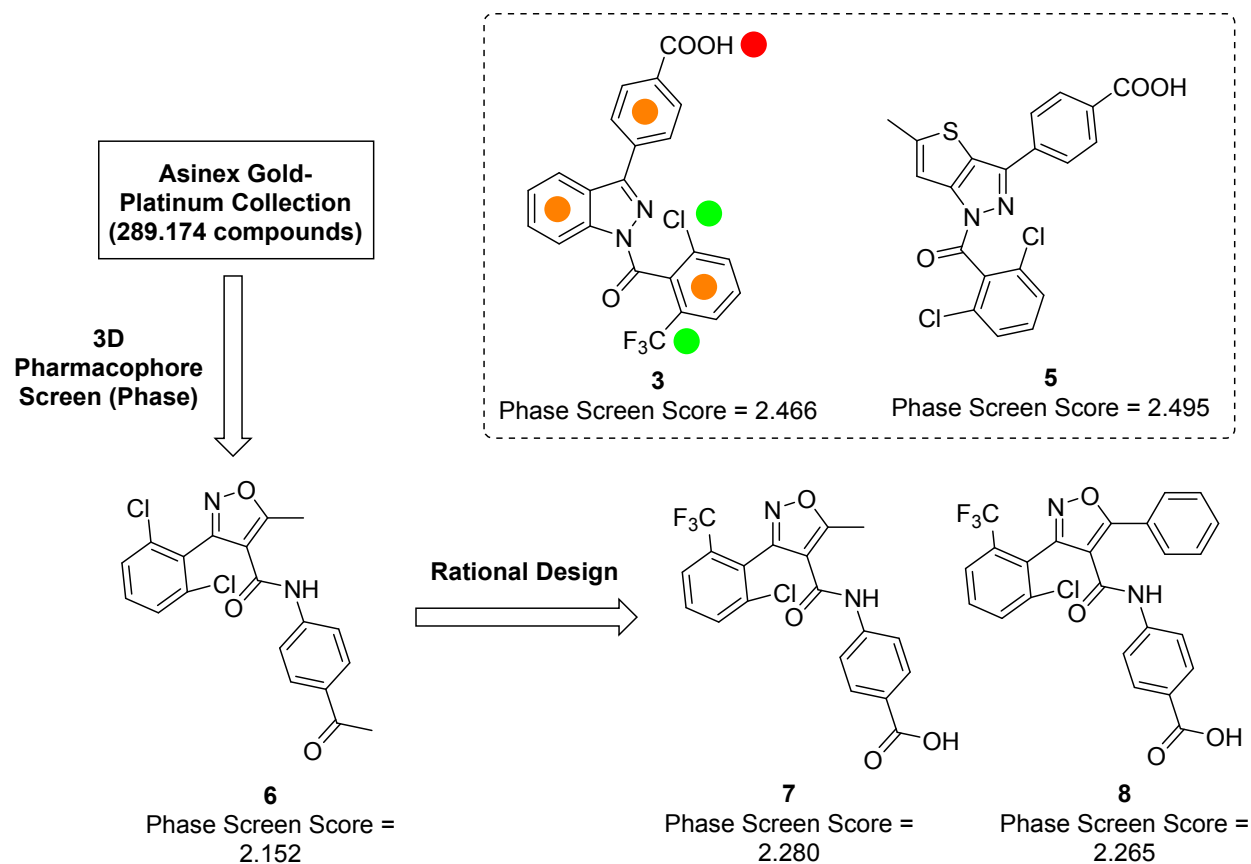 COOH
Cl
N
N
O
F₃C
3
Phase Screen Score = 2.466
COOH
S
N
N
O
Cl
Cl
5
Phase Screen Score = 2.495
Asinex Gold-
Platinum Collection
(289.174 compounds)
3D
Pharmacophore
Screen (Phase)
Cl
N
O
Cl
O
NH
O
6
Phase Screen Score =
2.152
Rational Design
F₃C
N
O
Cl
O
NH
O
OH
7
Phase Screen Score =
2.280
F₃C
N
O
Cl
O
NH
O
OH
8
Phase Screen Score =
2.265